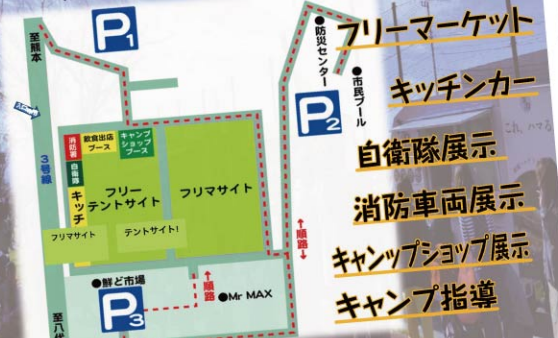 至熊本
P1
防災センター
市民プール
P2
3号線
消防署
飲食出店
ブース
キャンプ
ショップ
ブース
自衛隊
キッチ
フリー
テントサイト
フリマサイト
フリマサイト
テントサイト!
↑順路↓
鮮ど市場
P3
↑順路
Mr MAX
至八代
フリーマーケット
キッチンカー
自衛隊展示
消防車両展示
キャンップショップ展示
キャンプ指導